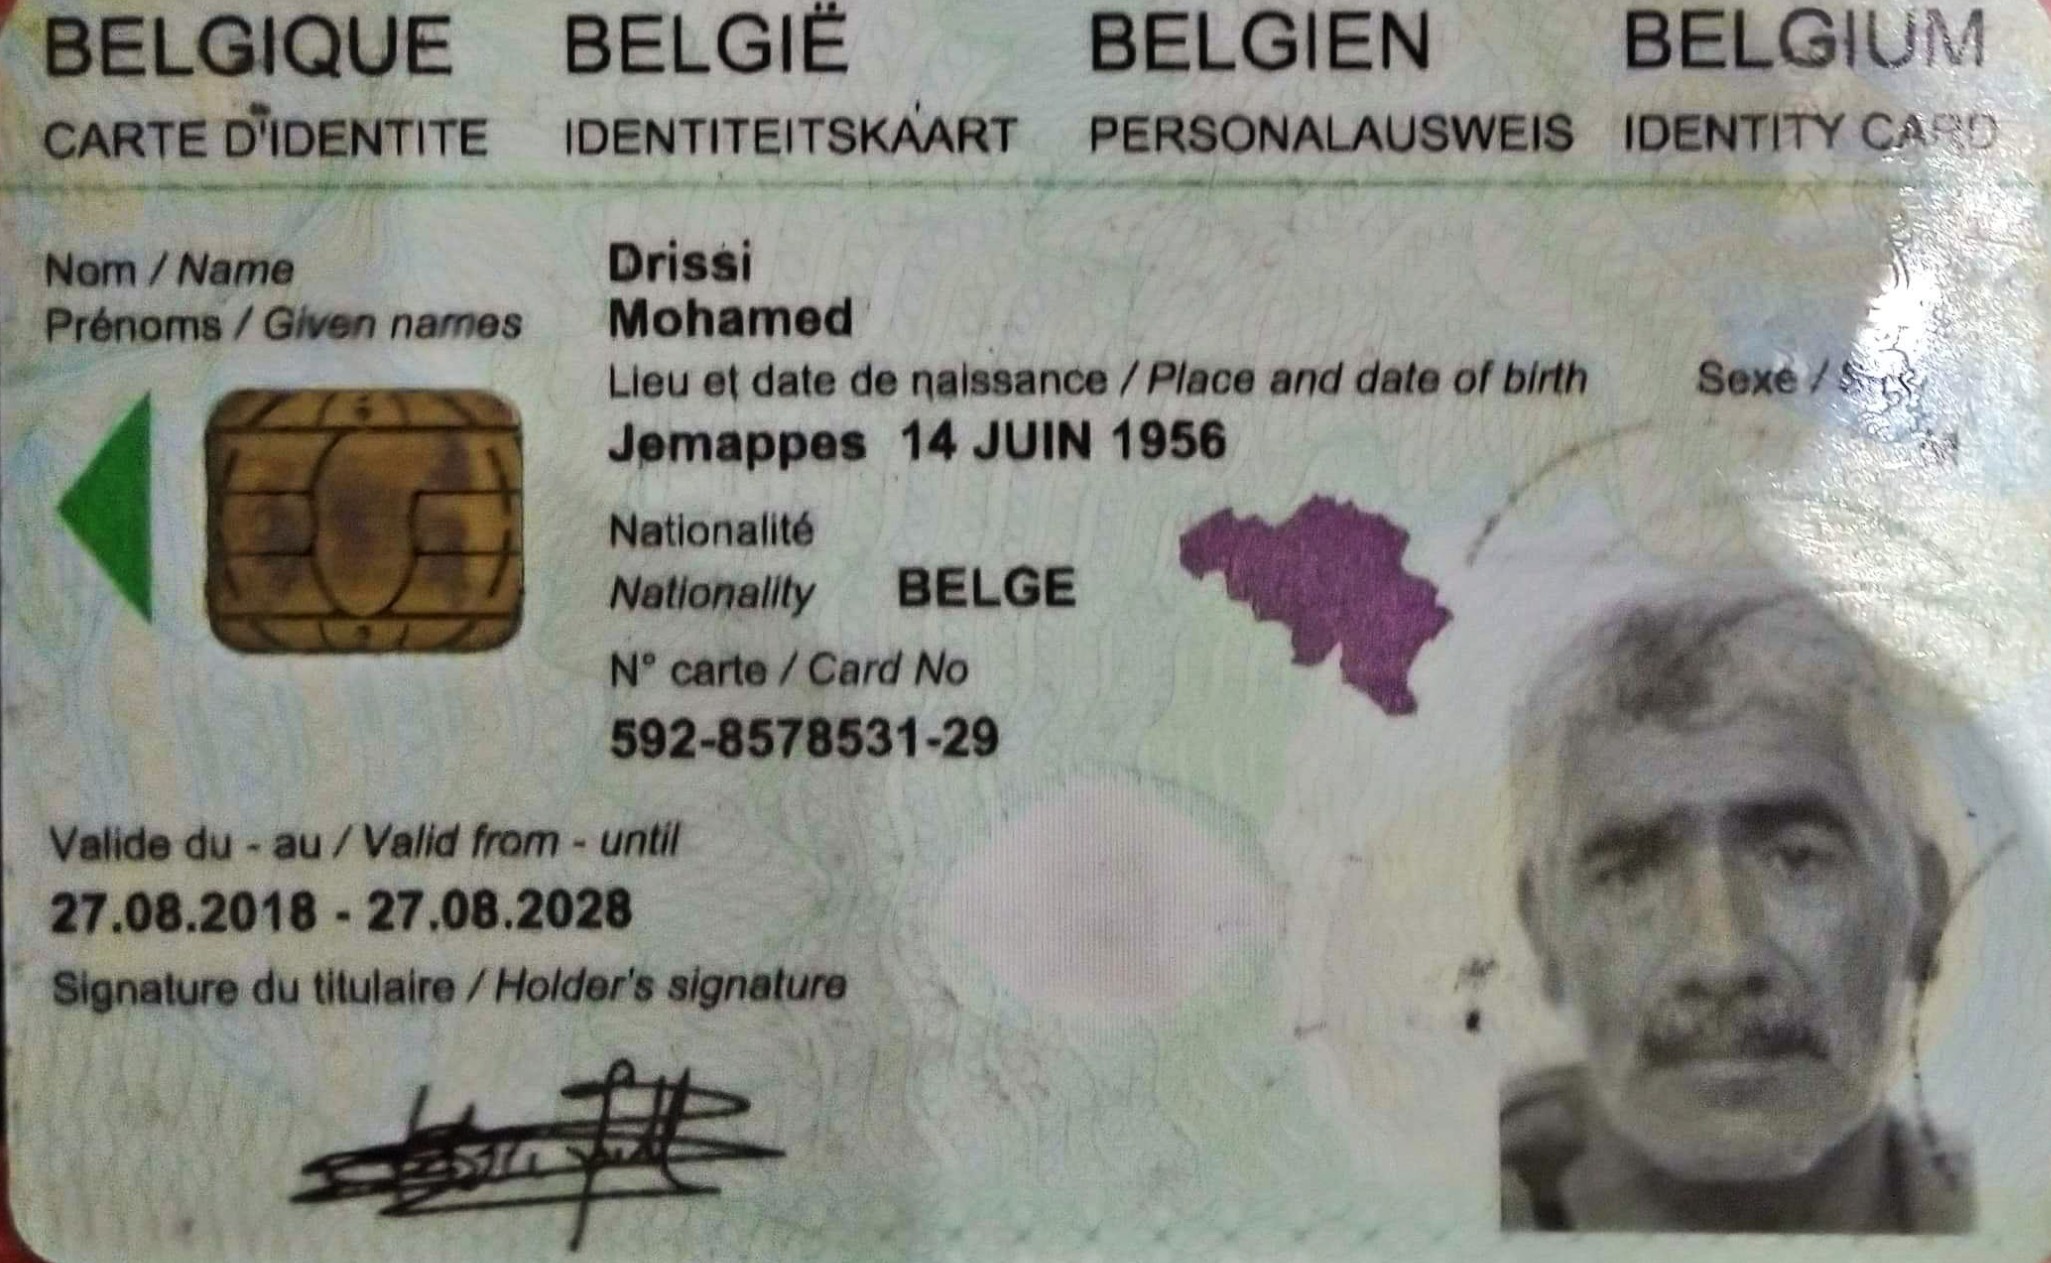 BELGIQUE BELGIË BELGIEN BELGIUM
CARTE D'IDENTITE IDENTITEITSKAART PERSONALAUSWEIS IDENTITY CARD
Nom / Name Drissi
Prénoms / Given names Mohamed
Lieu et date de naissance / Place and date of birth Sexe /
Jemappes 14 JUIN 1956
Nationalité
Nationality BELGE
N° carte / Card No
592-8578531-29
Valide du - au / Valid from - until
27.08.2018 - 27.08.2028
Signature du titulaire / Holder's signature